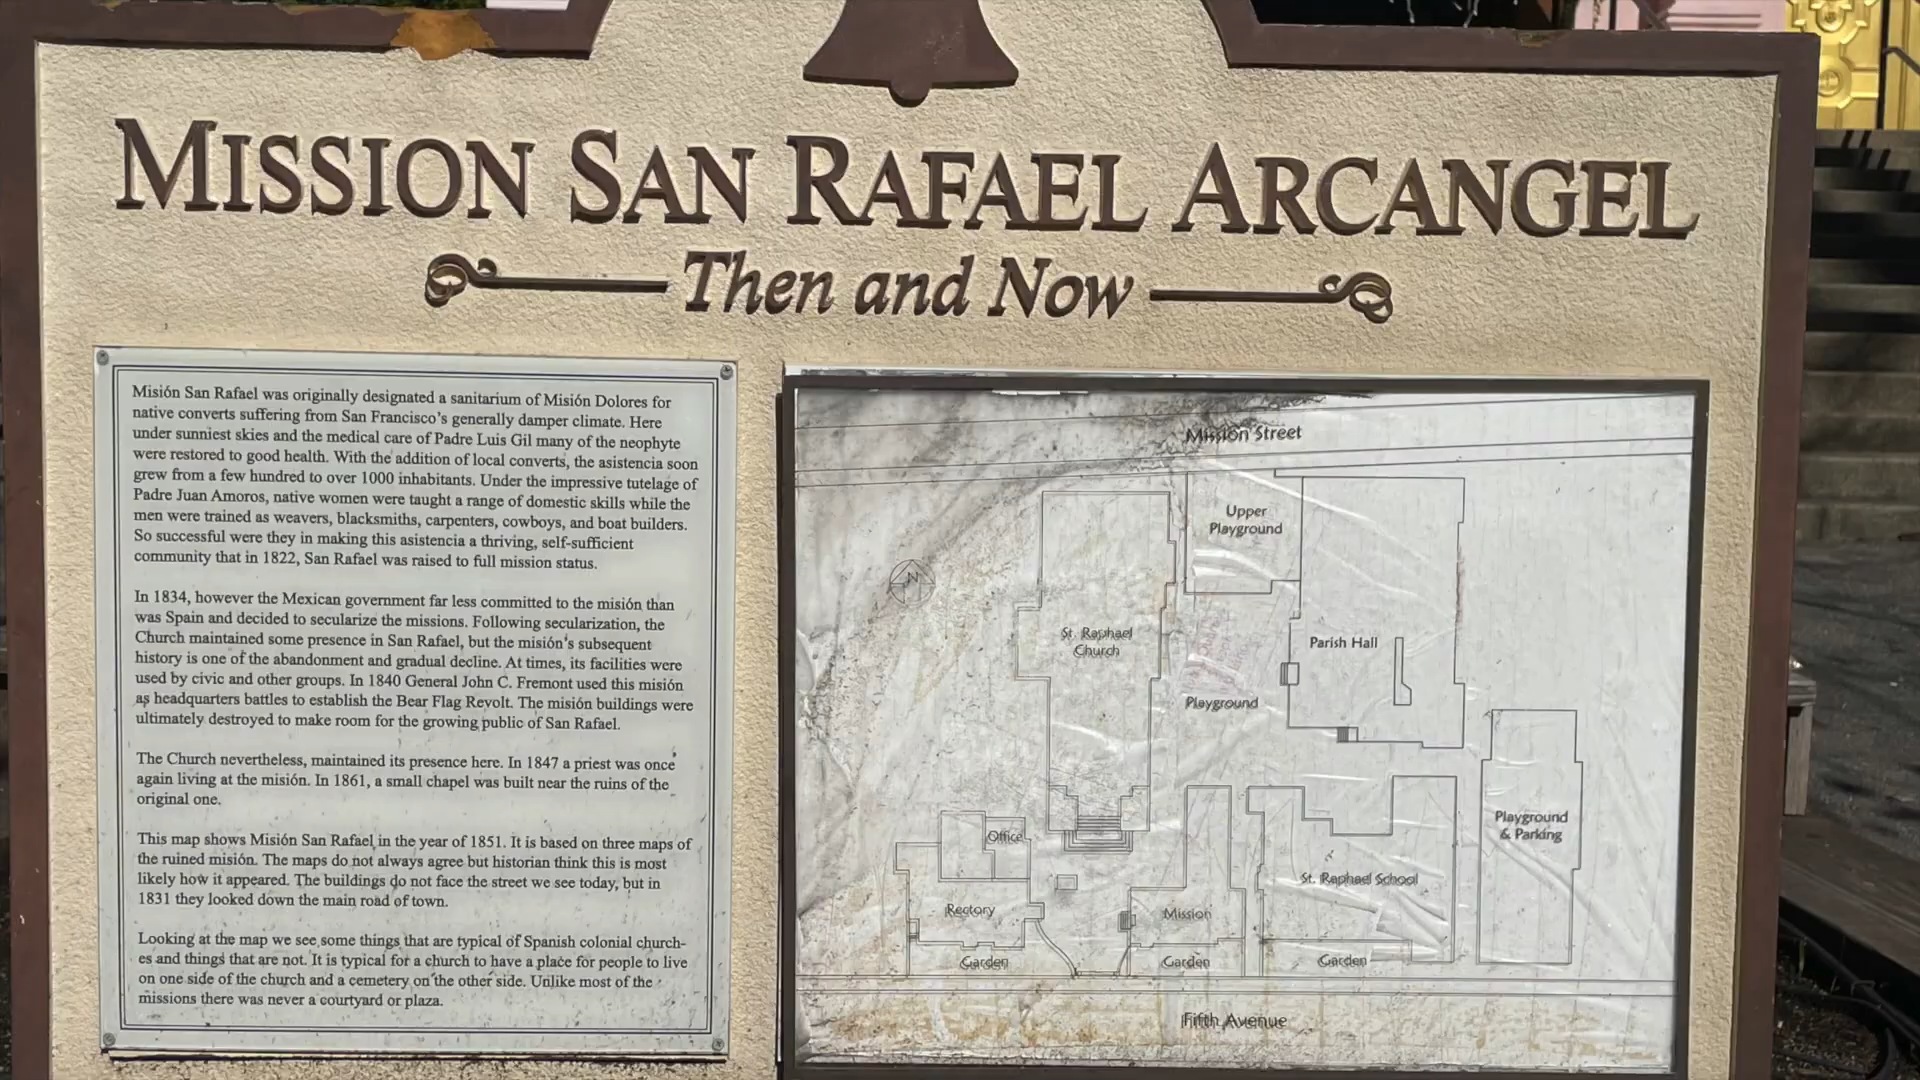 MISSION SAN RAFAEL ARCANGEL
Then and Now
Misión San Rafael was originally designated a sanitarium of Misión Dolores for
native converts suffering from San Francisco's generally damper climate. Here
under sunniest skies and the medical care of Padre Luis Gil many of the neophyte
were restored to good health. With the addition of local converts, the asistencia soon
grew from a few hundred to over 1000 inhabitants. Under the impressive tutelage of
Padre Juan Amoros, native women were taught a range of domestic skills while the
men were trained as weavers, blacksmiths, carpenters, cowboys, and boat builders.
So successful were they in making this asistencia a thriving, self-sufficient
community that in 1822, San Rafael was raised to full mission status.
In 1834, however the Mexican government far less committed to the misión than
was Spain and decided to secularize the missions. Following secularization, the
Church maintained some presence in San Rafael, but the misión's subsequent
history is one of the abandonment and gradual decline. At times, its facilities were
used by civic and other groups. In 1840 General John C. Fremont used this misión
as headquarters battles to establish the Bear Flag Revolt. The misión buildings were
ultimately destroyed to make room for the growing public of San Rafael.
The Church nevertheless, maintained its presence here. In 1847 a priest was once
again living at the misión. In 1861, a small chapel was built near the ruins of the
original one.
This map shows Misión San Rafael in the year of 1851. It is based on three maps of
the ruined misión. The maps do not always agree but historian think this is most
likely how it appeared. The buildings do not face the street we see today, but in
1831 they looked down the main road of town.
Looking at the map we see some things that are typical of Spanish colonial church-
es and things that are not. It is typical for a church to have a place for people to live
on one side of the church and a cemetery on the other side. Unlike most of the
missions there was never a courtyard or plaza.
Mission Street
Upper
Playground
N
St. Raphael
Church
Parish Hall
Playground
Playground
& Parking
Office
St. Raphael School
Rectory
Mission
Garden
Garden
Garden
Fifth Avenue